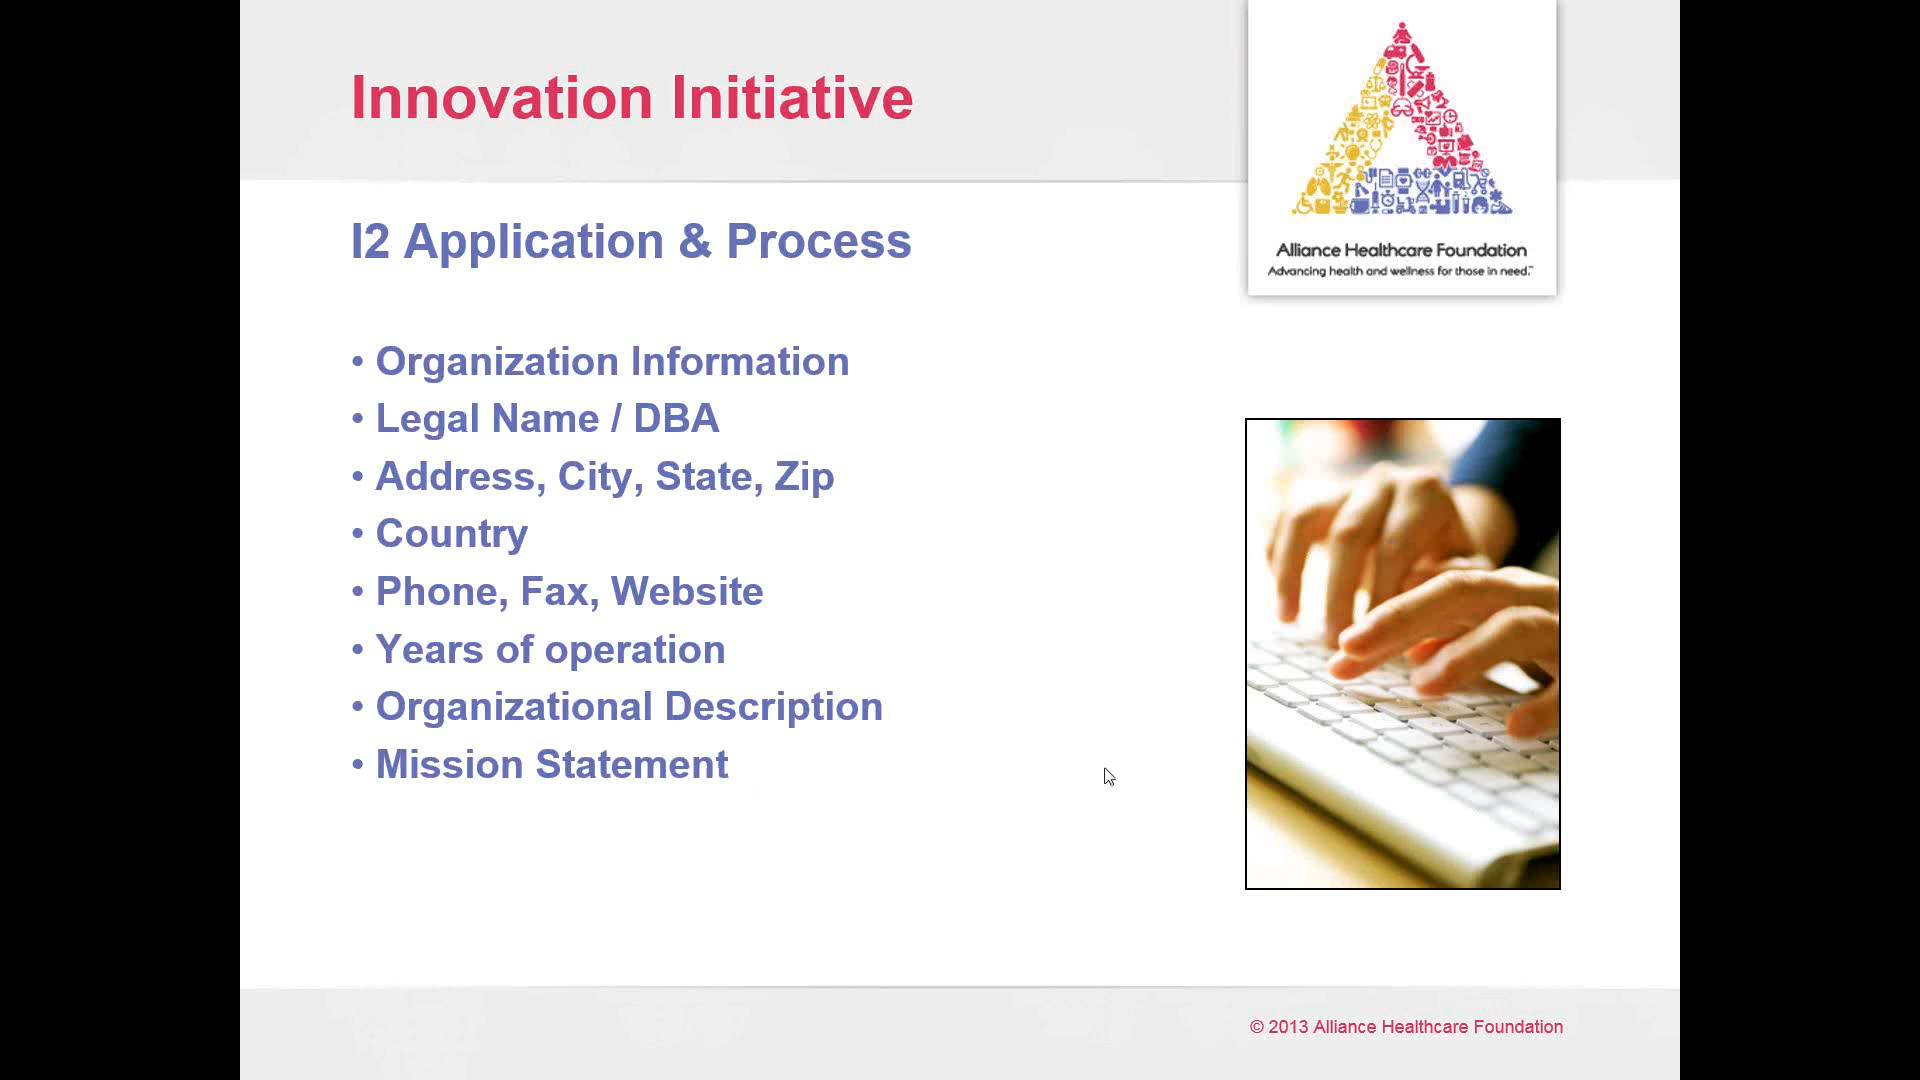 Innovation Initiative
Alliance Healthcare Foundation
Advancing health and wellness for those in need.™
I2 Application & Process
• Organization Information
• Legal Name / DBA
• Address, City, State, Zip
• Country
• Phone, Fax, Website
• Years of operation
• Organizational Description
• Mission Statement
© 2013 Alliance Healthcare Foundation